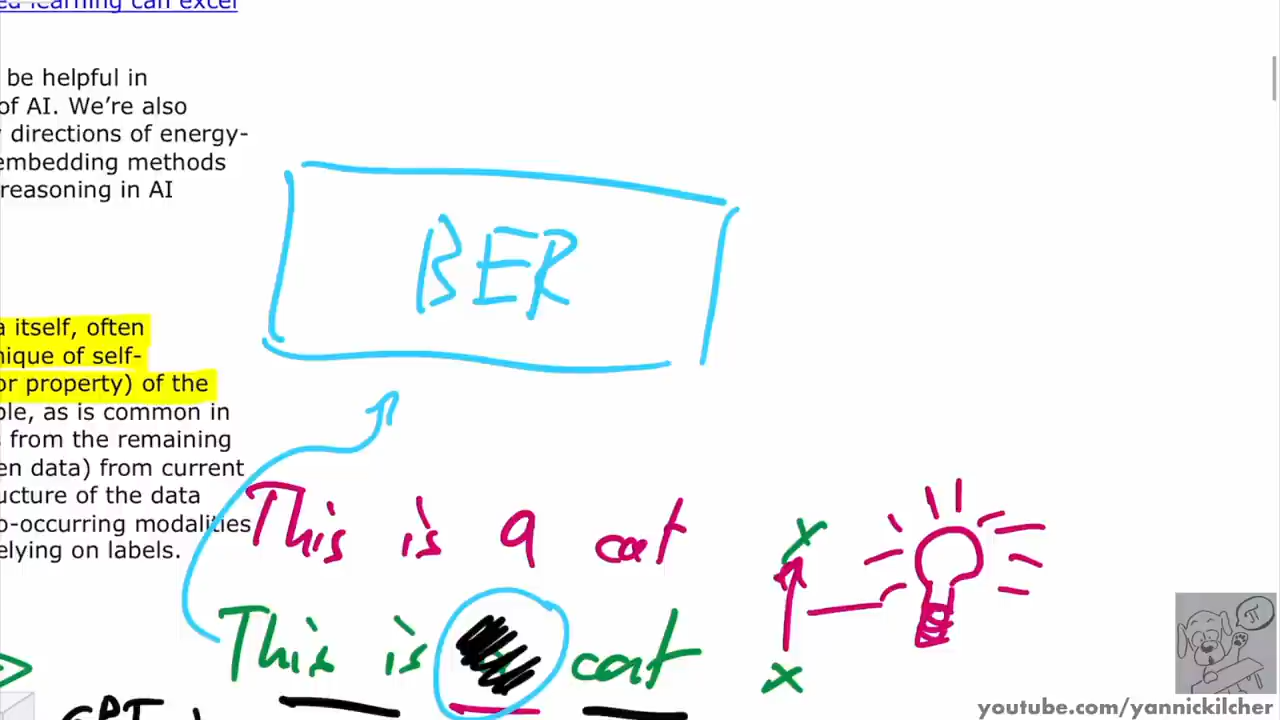 ed learning can excel
be helpful in
of AI. We're also
directions of energy-
embedding methods
reasoning in AI
BER
a itself, often
nique of self-
or property) of the
ble, as is common in
from the remaining
en data) from current
ucture of the data
o-occurring modalities
elying on labels.
This is a cat
y
This is cat
x
GPT
π
youtube.com/yannickilcher